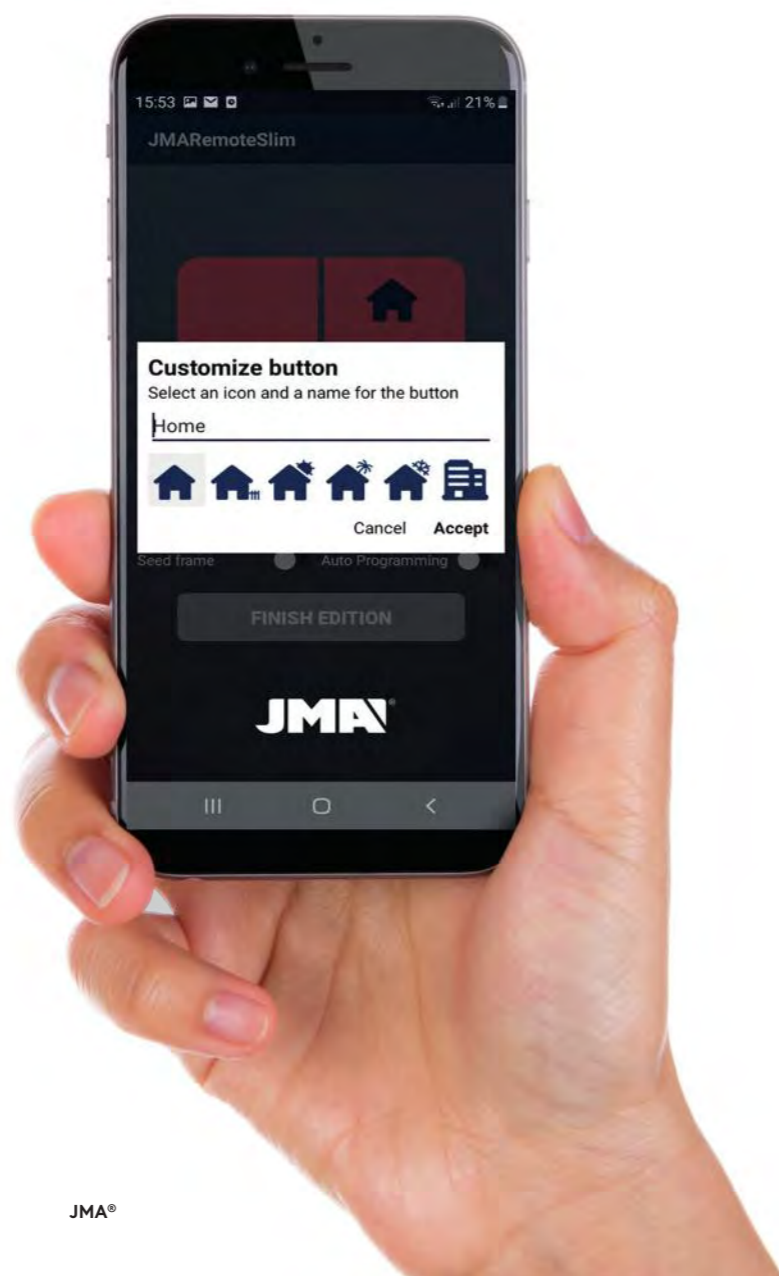 15:53
21%
JMARemoteSlim
Customize button
Select an icon and a name for the button
Home
Cancel Accept
Seed frame Auto Programming
FINISH EDITION
JMA
JMA®